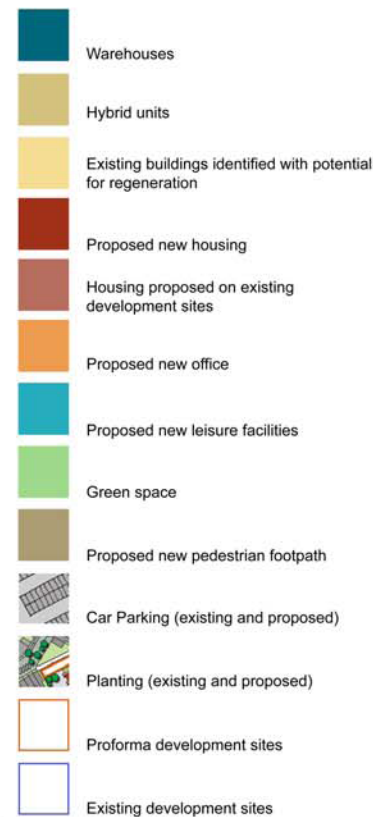 Warehouses
Hybrid units
Existing buildings identified with potential
for regeneration
Proposed new housing
Housing proposed on existing
development sites
Proposed new office
Proposed new leisure facilities
Green space
Proposed new pedestrian footpath
Car Parking (existing and proposed)
Planting (existing and proposed)
Proforma development sites
Existing development sites